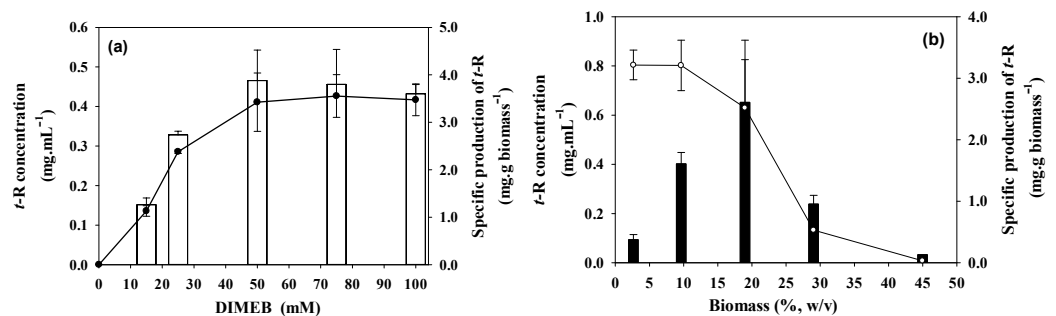 (a)
0.6
0.5
0.4
0.3
0.2
0.1
0.0
t-R concentration
(mg.mL⁻¹)
5.0
4.0
3.0
2.0
1.0
0.0
Specific production of t-R
(mg.g biomass⁻¹)
0 10 20 30 40 50 60 70 80 90 100
DIMEB (mM)
(b)
1.0
0.8
0.6
0.4
0.2
0.0
t-R concentration
(mg.mL⁻¹)
4.0
3.0
2.0
1.0
0.0
Specific production of t-R
(mg.g biomass⁻¹)
0 5 10 15 20 25 30 35 40 45 50
Biomass (%, w/v)